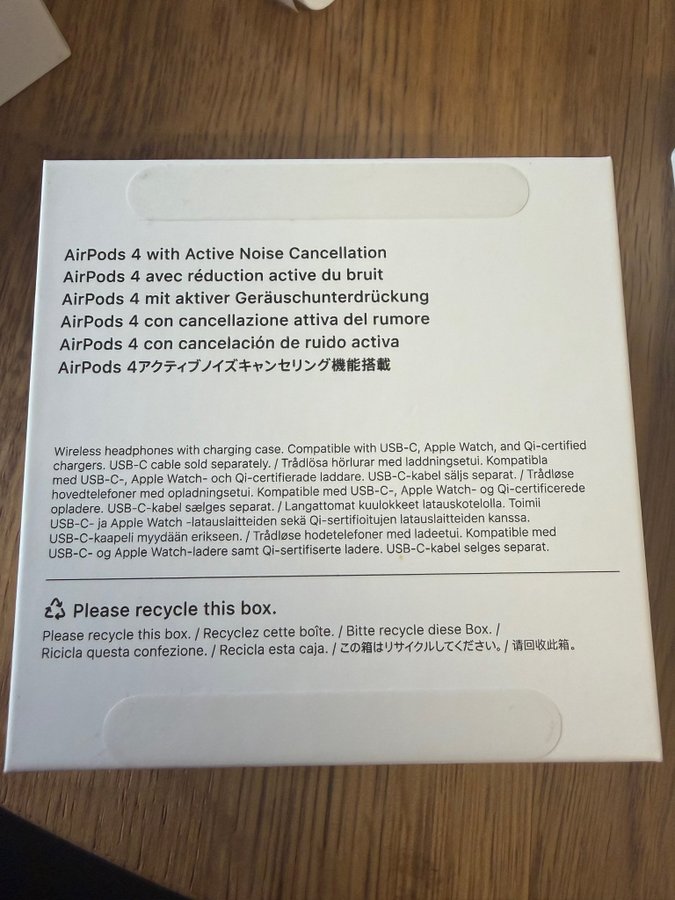 AirPods 4 with Active Noise Cancellation
AirPods 4 avec réduction active du bruit
AirPods 4 mit aktiver Geräuschunterdrückung
AirPods 4 con cancellazione attiva del rumore
AirPods 4 con cancelación de ruido activa
AirPods 4アクティブノイズキャンセリング機能搭載
Wireless headphones with charging case. Compatible with USB-C, Apple Watch, and Qi-certified
chargers. USB-C cable sold separately. / Trådlösa hörlurar med laddningsetui. Kompatibla
med USB-C-, Apple Watch- och Qi-certifierade laddare. USB-C-kabel säljs separat. / Trådløse
hovedtelefoner med opladningsetui. Kompatible med USB-C-, Apple Watch- og Qi-certificerede
opladere. USB-C-kabel sælges separat. / Langattomat kuulokkeet latauskotelolla. Toimii
USB-C- ja Apple Watch -latauslaitteiden sekä Qi-sertifioitujen latauslaitteiden kanssa.
USB-C-kaapeli myydään erikseen. / Trådløse hodetelefoner med ladeetui. Kompatible med
USB-C- og Apple Watch-ladere samt Qi-sertifiserte ladere. USB-C-kabel selges separat.
Please recycle this box.
Please recycle this box. / Recyclez cette boîte. / Bitte recycle diese Box. /
Ricicla questa confezione. / Recicla esta caja. / この箱はリサイクルしてください。/ 请回收此箱。